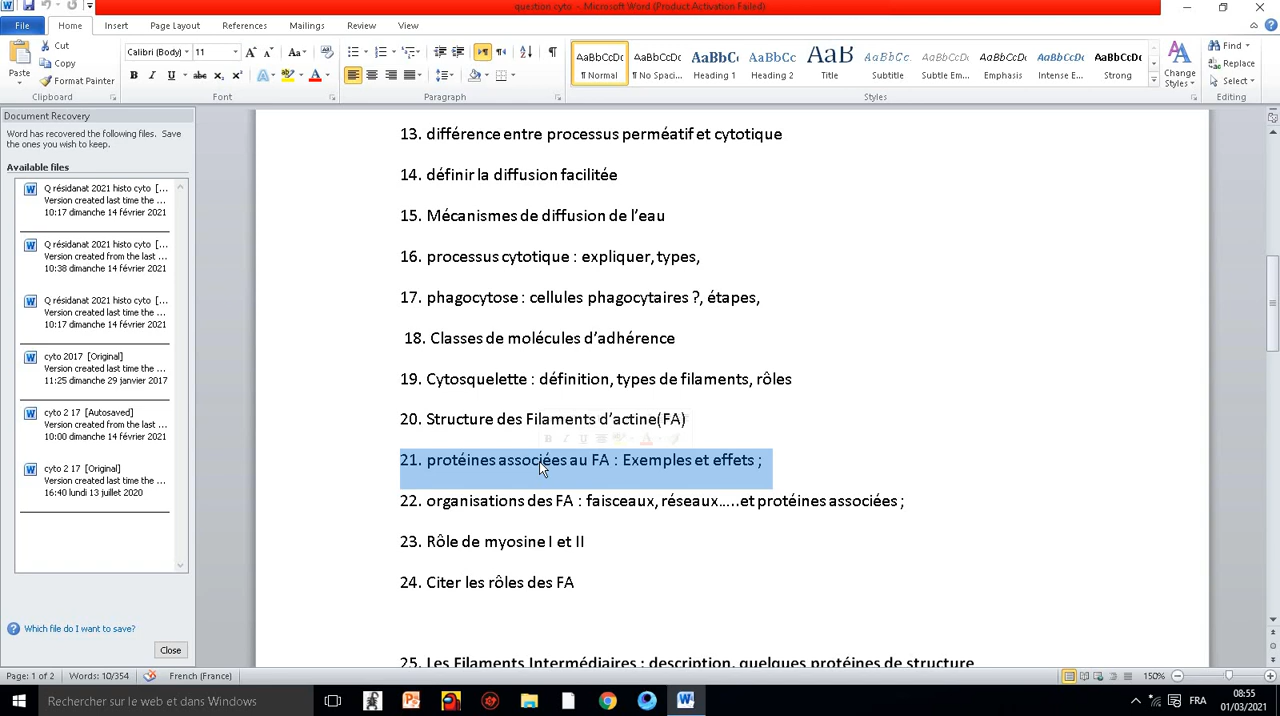 question.cyto - Microsoft Word (Product Activation Failed)
File Home Insert Page Layout References Mailings Review View
Paste
Cut
Copy
Format Painter
Clipboard
Calibri (Body) 11
Font
Paragraph
AaBbCcDc AaBbCcDc AaBbCc AaBbCc AaB AaBbCc. AaBbCcDc AaBbCcDc AaBbCcDc AaBbCcDc
¶ Normal ¶ No Spaci... Heading 1 Heading 2 Title Subtitle Subtle Em... Emphasis Intense E... Strong
Styles
Change Styles
Find
Replace
Select
Editing
Document Recovery
Word has recovered the following files. Save
the ones you wish to keep.
Available files
Q résidanat 2021 histo cyto [...
Version created last time the ...
10:17 dimanche 14 février 2021
Q résidanat 2021 histo cyto [...
Version created from the last ...
10:38 dimanche 14 février 2021
Q résidanat 2021 histo cyto [...
Version created last time the ...
10:17 dimanche 14 février 2021
cyto 2017 [Original]
Version created last time the ...
11:25 dimanche 29 janvier 2017
cyto 2 17 [Autosaved]
Version created from the last ...
10:00 dimanche 14 février 2021
cyto 2 17 [Original]
Version created last time the ...
16:40 lundi 13 juillet 2020
Which file do I want to save?
Close
13. différence entre processus perméatif et cytotique
14. définir la diffusion facilitée
15. Mécanismes de diffusion de l’eau
16. processus cytotique : expliquer, types,
17. phagocytose : cellules phagocytaires ?, étapes,
18. Classes de molécules d’adhérence
19. Cytosquelette : définition, types de filaments, rôles
20. Structure des Filaments d’actine(FA)
21. protéines associées au FA : Exemples et effets ;
22. organisations des FA : faisceaux, réseaux.....et protéines associées ;
23. Rôle de myosine I et II
24. Citer les rôles des FA
25. Les Filaments Intermédiaires : description, quelques protéines de structure
Page: 1 of 2 Words: 10/354 French (France) 150%
Rechercher sur le web et dans Windows
FRA
08:55
01/03/2021